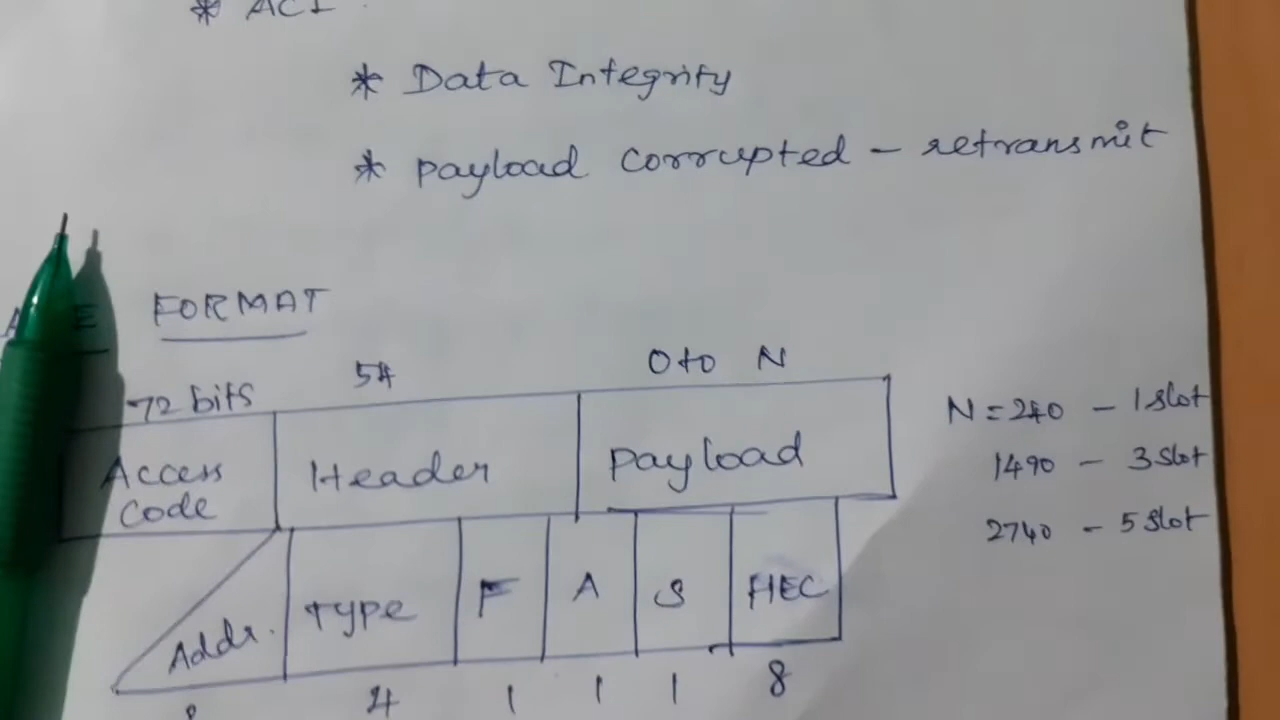 * ACL
* Data Integrity
* Payload corrupted - retransmit
FORMAT
72 bits 54 0 to N
Access Code Header Payload
N = 240 - 1 slot
1490 - 3 slot
2740 - 5 slot
Addr. Type F A S HEC
4 1 1 1 8